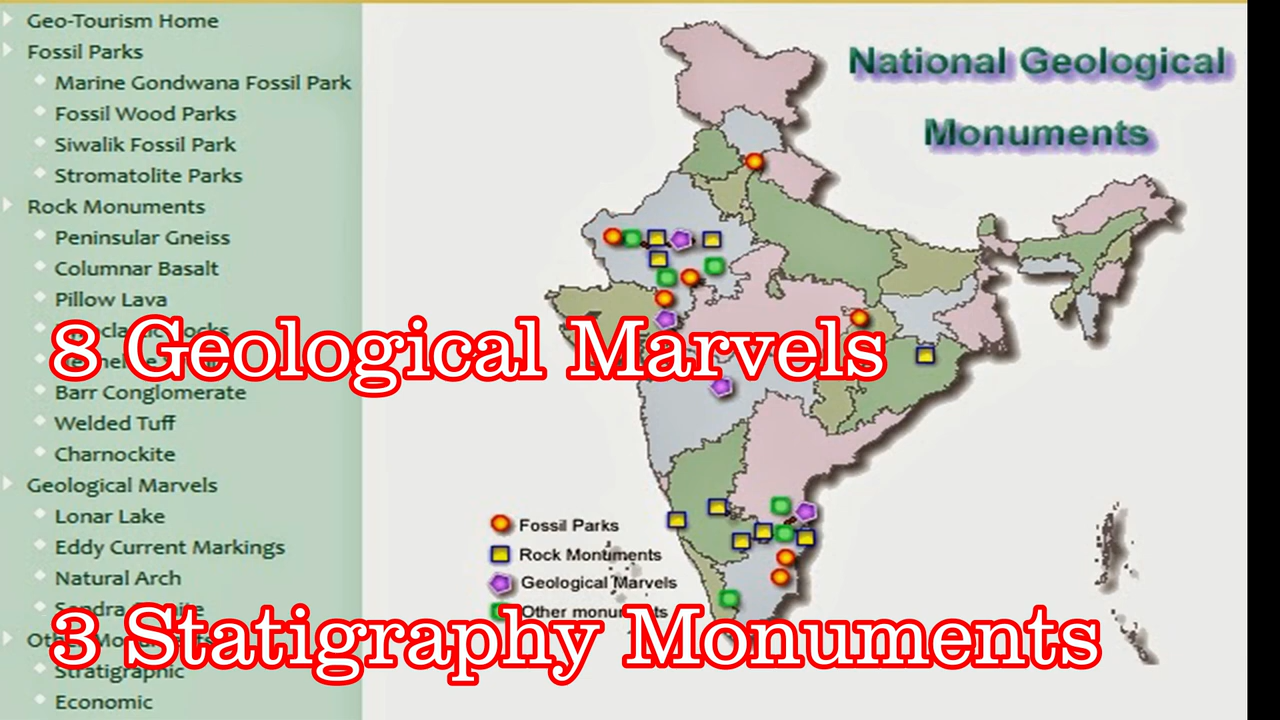 Geo-Tourism Home
Fossil Parks
Marine Gondwana Fossil Park
Fossil Wood Parks
Siwalik Fossil Park
Stromatolite Parks
Rock Monuments
Peninsular Gneiss
Columnar Basalt
Pillow Lava
Barr Conglomerate
Welded Tuff
Charnockite
Geological Marvels
Lonar Lake
Eddy Current Markings
Natural Arch
Stratigraphic
Economic
National Geological
Monuments
8 Geological Marvels
Fossil Parks
Rock Montiments
Geological Marvels
Other monuments
3 Statigraphy Monuments